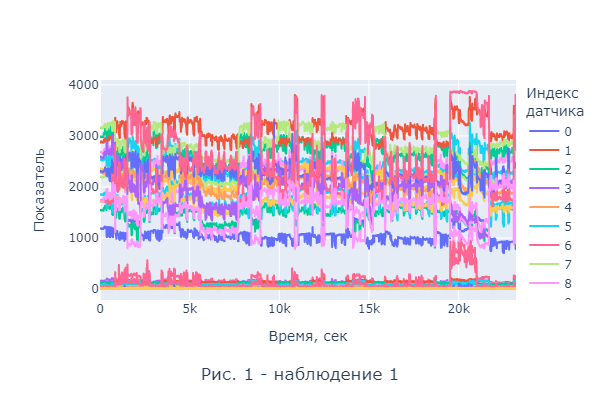 Показатель
4000
3000
2000
1000
0
0
5k
10k
15k
20k
Время, сек
Индекс
датчика
0
1
2
3
4
5
6
7
8
Рис. 1 - наблюдение 1